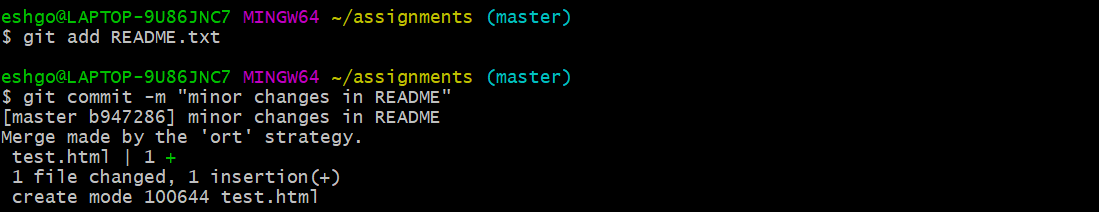 eshgo@LAPTOP-9U86JNC7 MINGW64 ~/assignments (master)
$ git add README.txt
eshgo@LAPTOP-9U86JNC7 MINGW64 ~/assignments (master)
$ git commit -m "minor changes in README"
[master b947286] minor changes in README
Merge made by the 'ort' strategy.
 test.html | 1 +
 1 file changed, 1 insertion(+)
 create mode 100644 test.html